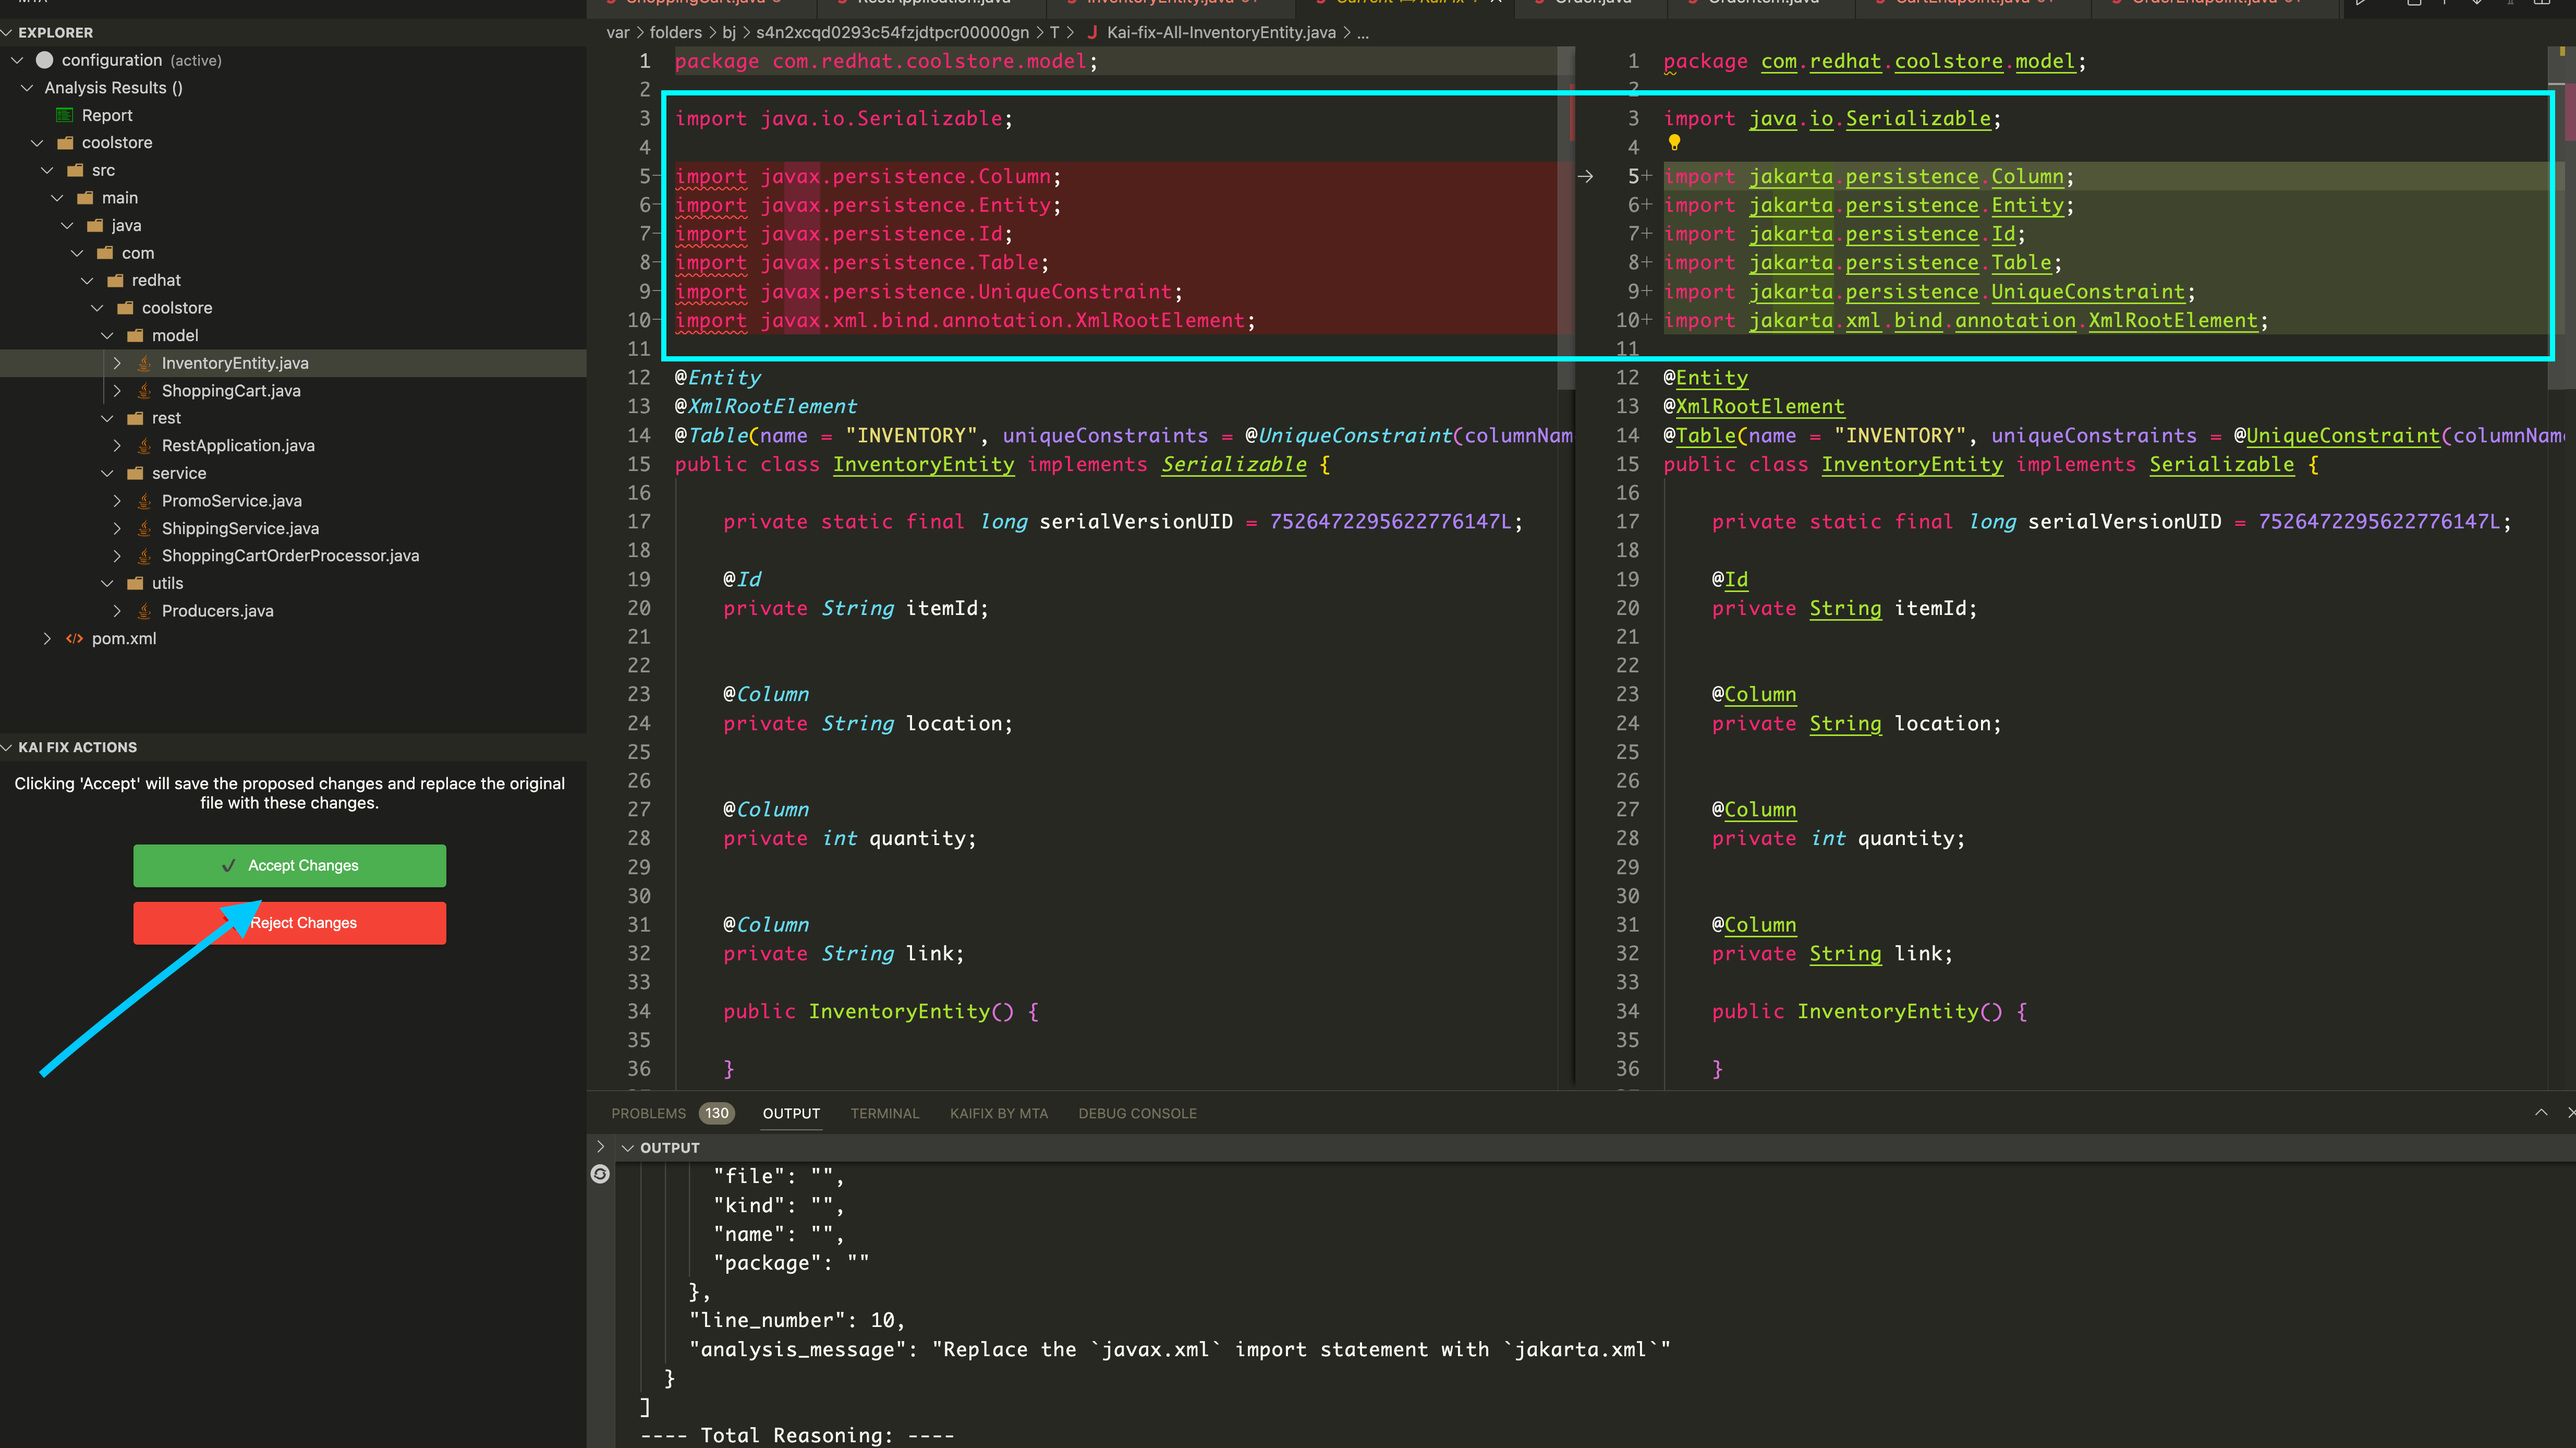 MTA
EXPLORER
configuration (active)
Analysis Results ()
Report
coolstore
src
main
java
com
redhat
coolstore
model
InventoryEntity.java
ShoppingCart.java
rest
RestApplication.java
service
PromoService.java
ShippingService.java
ShoppingCartOrderProcessor.java
utils
Producers.java
pom.xml
KAI FIX ACTIONS
Clicking 'Accept' will save the proposed changes and replace the original
file with these changes.
✓ Accept Changes
Reject Changes
var > folders > bj > s4n2xcqd0293c54fzjdtpcr00000gn > T > J Kai-fix-All-InventoryEntity.java > ...
1 package com.redhat.coolstore.model;
2
3 import java.io.Serializable;
4
5- import javax.persistence.Column;
6- import javax.persistence.Entity;
7- import javax.persistence.Id;
8- import javax.persistence.Table;
9- import javax.persistence.UniqueConstraint;
10- import javax.xml.bind.annotation.XmlRootElement;
11
12 @Entity
13 @XmlRootElement
14 @Table(name = "INVENTORY", uniqueConstraints = @UniqueConstraint(columnNam
15 public class InventoryEntity implements Serializable {
16
17 private static final long serialVersionUID = 7526472295622776147L;
18
19 @Id
20 private String itemId;
21
22
23 @Column
24 private String location;
25
26
27 @Column
28 private int quantity;
29
30
31 @Column
32 private String link;
33
34 public InventoryEntity() {
35
36 }
1 package com.redhat.coolstore.model;
2
3 import java.io.Serializable;
4
5+ import jakarta.persistence.Column;
6+ import jakarta.persistence.Entity;
7+ import jakarta.persistence.Id;
8+ import jakarta.persistence.Table;
9+ import jakarta.persistence.UniqueConstraint;
10+ import jakarta.xml.bind.annotation.XmlRootElement;
11
12 @Entity
13 @XmlRootElement
14 @Table(name = "INVENTORY", uniqueConstraints = @UniqueConstraint(columnName
15 public class InventoryEntity implements Serializable {
16
17 private static final long serialVersionUID = 7526472295622776147L;
18
19 @Id
20 private String itemId;
21
22
23 @Column
24 private String location;
25
26
27 @Column
28 private int quantity;
29
30
31 @Column
32 private String link;
33
34 public InventoryEntity() {
35
36 }
PROBLEMS 130 OUTPUT TERMINAL KAIFIX BY MTA DEBUG CONSOLE
OUTPUT
"file": "",
"kind": "",
"name": "",
"package": ""
},
"line_number": 10,
"analysis_message": "Replace the `javax.xml` import statement with `jakarta.xml`"
}
]
---- Total Reasoning: ----